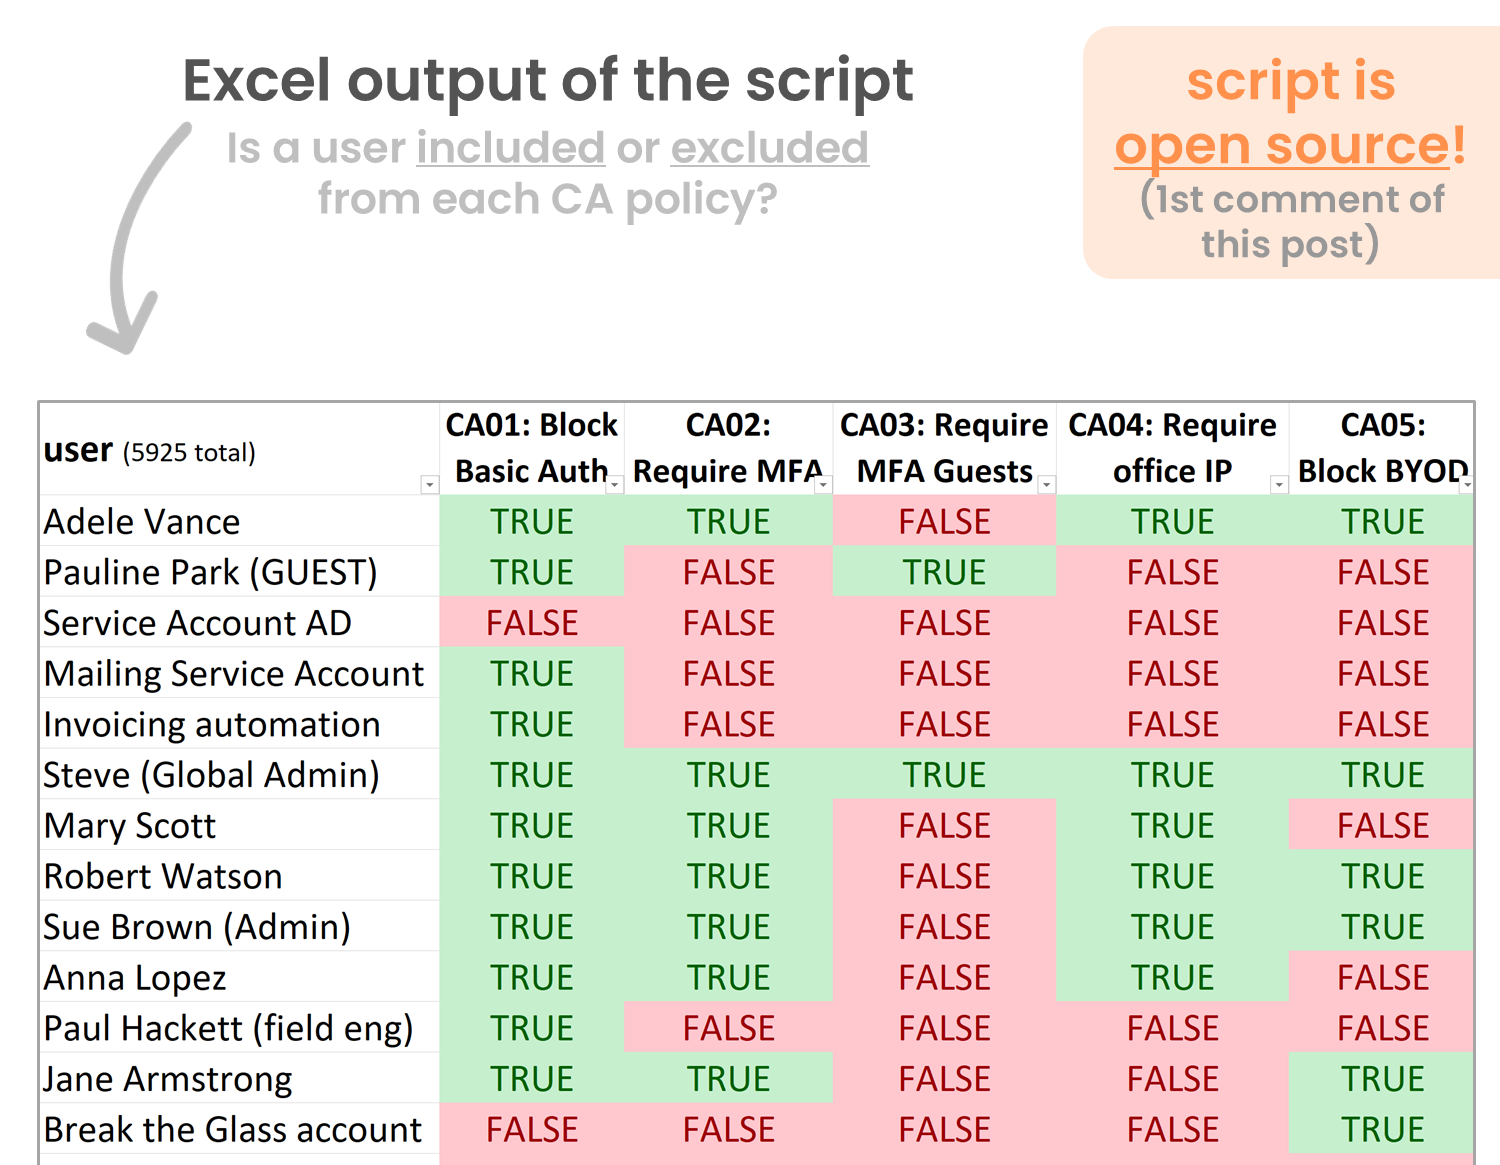 Excel output of the script
Is a user included or excluded
from each CA policy?
script is
open source!
(1st comment of
this post)
user (5925 total) CA01: Block Basic Auth CA02: Require MFA CA03: Require MFA Guests CA04: Require office IP CA05: Block BYOD
Adele Vance TRUE TRUE FALSE TRUE TRUE
Pauline Park (GUEST) TRUE FALSE TRUE FALSE FALSE
Service Account AD FALSE FALSE FALSE FALSE FALSE
Mailing Service Account TRUE FALSE FALSE FALSE FALSE
Invoicing automation TRUE FALSE FALSE FALSE FALSE
Steve (Global Admin) TRUE TRUE TRUE TRUE TRUE
Mary Scott TRUE TRUE FALSE TRUE FALSE
Robert Watson TRUE TRUE FALSE TRUE TRUE
Sue Brown (Admin) TRUE TRUE FALSE TRUE TRUE
Anna Lopez TRUE TRUE FALSE TRUE FALSE
Paul Hackett (field eng) TRUE FALSE FALSE FALSE FALSE
Jane Armstrong TRUE TRUE FALSE FALSE TRUE
Break the Glass account FALSE FALSE FALSE FALSE TRUE